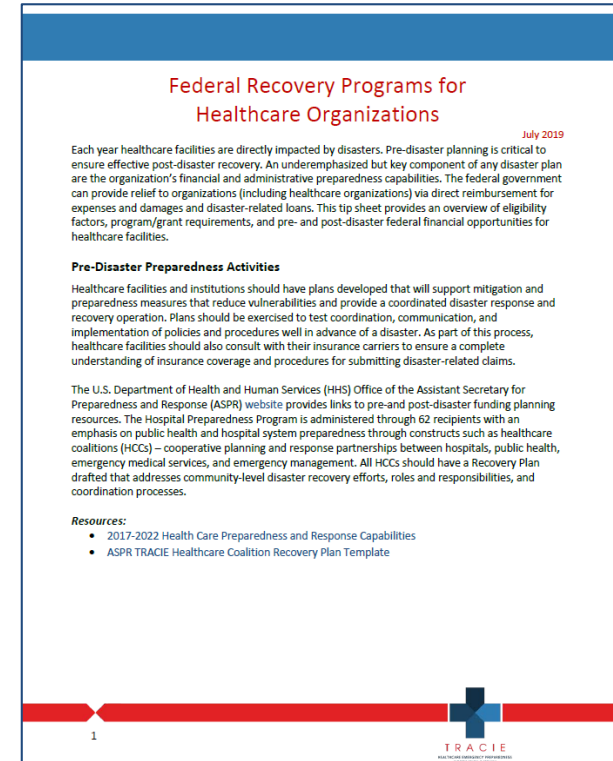 Federal Recovery Programs for
Healthcare Organizations
July 2019
Each year healthcare facilities are directly impacted by disasters. Pre-disaster planning is critical to
ensure effective post-disaster recovery. An underemphasized but key component of any disaster plan
are the organization's financial and administrative preparedness capabilities. The federal government
can provide relief to organizations (including healthcare organizations) via direct reimbursement for
expenses and damages and disaster-related loans. This tip sheet provides an overview of eligibility
factors, program/grant requirements, and pre- and post-disaster federal financial opportunities for
healthcare facilities.
Pre-Disaster Preparedness Activities
Healthcare facilities and institutions should have plans developed that will support mitigation and
preparedness measures that reduce vulnerabilities and provide a coordinated disaster response and
recovery operation. Plans should be exercised to test coordination, communication, and
implementation of policies and procedures well in advance of a disaster. As part of this process,
healthcare facilities should also consult with their insurance carriers to ensure a complete
understanding of insurance coverage and procedures for submitting disaster-related claims.
The U.S. Department of Health and Human Services (HHS) Office of the Assistant Secretary for
Preparedness and Response (ASPR) website provides links to pre-and post-disaster funding planning
resources. The Hospital Preparedness Program is administered through 62 recipients with an
emphasis on public health and hospital system preparedness through constructs such as healthcare
coalitions (HCCs) – cooperative planning and response partnerships between hospitals, public health,
emergency medical services, and emergency management. All HCCs should have a Recovery Plan
drafted that addresses community-level disaster recovery efforts, roles and responsibilities, and
coordination processes.
Resources:
• 2017-2022 Health Care Preparedness and Response Capabilities
• ASPR TRACIE Healthcare Coalition Recovery Plan Template
1
TRACIE
HEALTHCARE EMERGENCY PREPAREDNESS